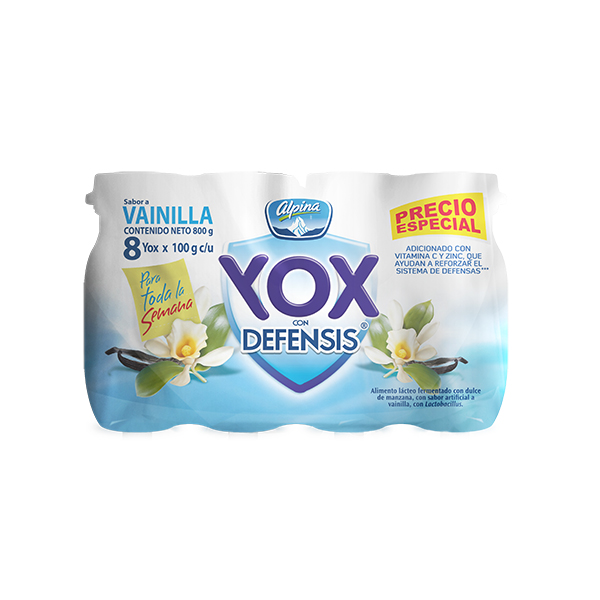 Sabor a
VAINILLA
CONTENIDO NETO 800 g
8 Yox x 100 g c/u
Para
toda la
Semana
alpina
YOX
CON
DEFENSIS®
PRECIO
ESPECIAL
ADICIONADO CON
VITAMINA C Y ZINC, QUE
AYUDAN A REFORZAR EL
SISTEMA DE DEFENSAS***
Alimento lácteo fermentado con dulce
de manzana, con sabor artificial a
vainilla, con Lactobacillus.